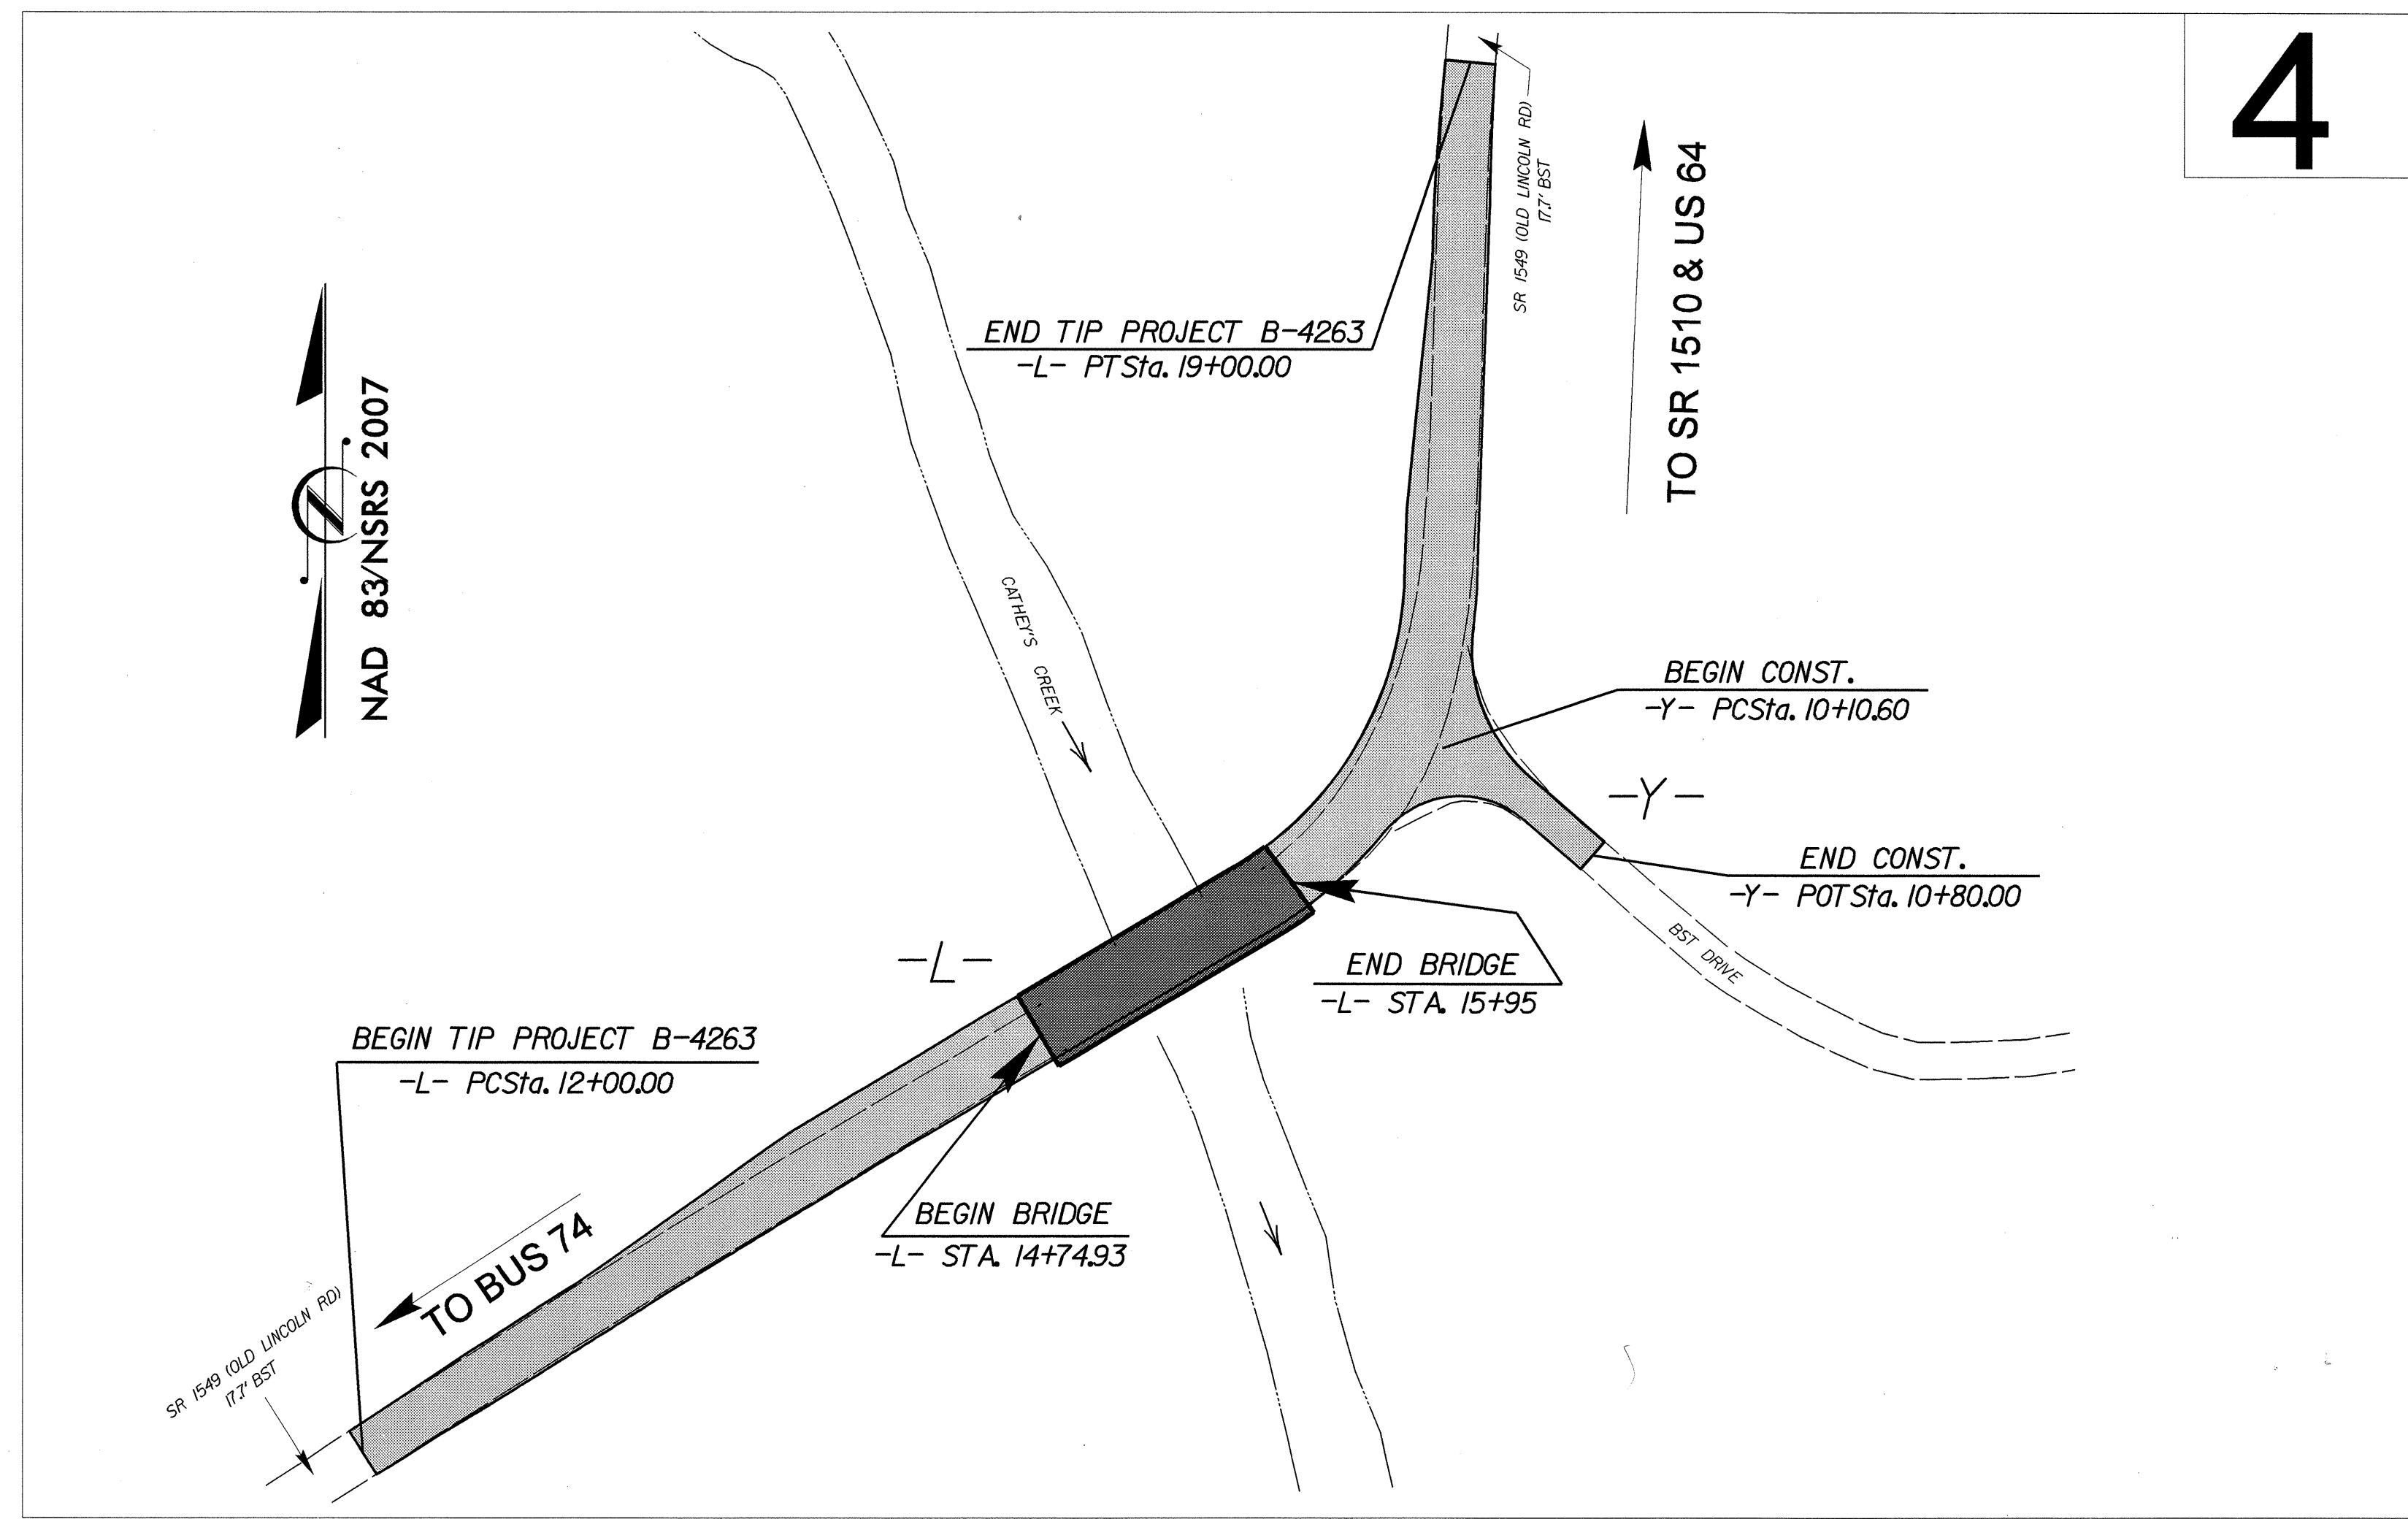 4
SR 1549 (OLD LINCOLN RD)
17.7' BST
TO SR 1510 & US 64
END TIP PROJECT B-4263
-L- PTSta. 19+00.00
NAD 83/NSRS 2007
CATHEY'S CREEK
BEGIN CONST.
-Y- PCSta. 10+10.60
-Y-
END CONST.
-Y- POTSta. 10+80.00
BST DRIVE
-L-
END BRIDGE
-L- STA. 15+95
BEGIN TIP PROJECT B-4263
-L- PCSta. 12+00.00
BEGIN BRIDGE
-L- STA. 14+74.93
TO BUS 74
SR 1549 (OLD LINCOLN RD)
17.7' BST